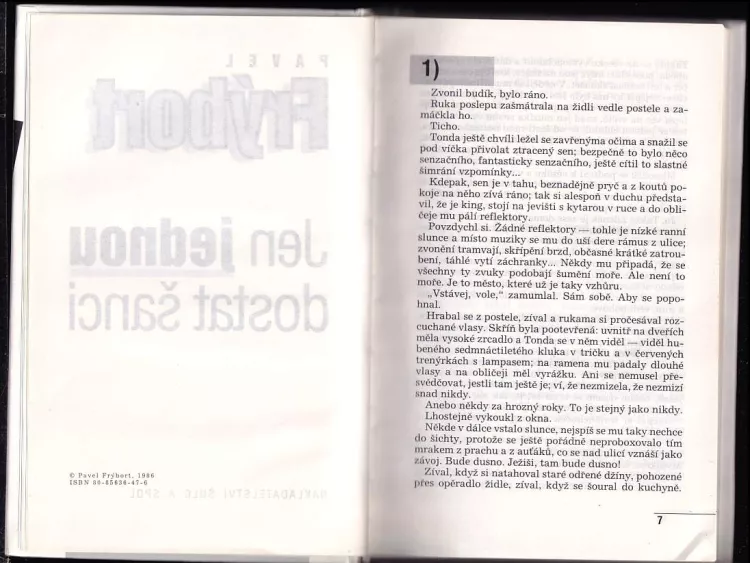 PAVEL
Frýbort
Jen jednou
dostat šanci
© Pavel Frýbort, 1996
NAKLADATELSTVÍ ŠULC A SPOL.
1)
Zvonil budík, bylo ráno.
Ruka poslepu zašmátrala na židli vedle postele a za-
máčkla ho.
Ticho.
Tonda ještě chvíli ležel se zavřenýma očima a snažil se
pod víčka přivolat ztracený sen; bezpečně to bylo něco
senzačního, fantasticky senzačního, ještě cítil to slastné
šimrání vzpomínky...
Kdepak, sen je v tahu, beznadějně pryč a z koutů po-
koje na něho zívá ráno; tak si alespoň v duchu představil,
že je king, stojí na jevišti s kytarou v ruce a do obli-
čeje mu pálí reflektory.
Povzdychl si. Žádné reflektory — tohle je nízké ranní
slunce a místo muziky se mu do uší dere rámus z ulice;
zvonění tramvají, skřípění brzd, občasné krátké zatrou-
bení, táhlé vytí záchranky... Někdy mu připadá, že se
všechny ty zvuky podobají šumění moře. Ale není to
moře. Je to město, které už je taky vzhůru.
„Vstávej, vole,“ zamumlal. Sám sobě. Aby se popo-
hnal.
Hrabal se z postele, zíval a rukama si pročesával roz-
cuchané vlasy. Skříň byla pootevřená: uvnitř na dveřích
měla vysoké zrcadlo a Tonda se v něm viděl — viděl hu-
beného sedmnáctiletého kluka v tričku a v červených
trenýrkách s lampasem; na ramena mu padaly dlouhé
vlasy a na obličeji měl vyrážku. Ani se nemusel pře-
svědčovat, jestli tam ještě je; ví, že nezmizela, že nezmizí
snad nikdy.
Anebo někdy za hrozný roky. To je stejný jako nikdy.
Lhostejně vykoukl z okna.
Někde v dálce vstalo slunce, nejspíš se mu taky nechce
do šichty, protože se ještě pořádně neproboxovalo tím
mrakem z prachu a z auťáků, co se nad ulicí vznáší jako
závoj. Bude dusno. Ježiši, tam bude dusno!
Zíval, když si natahoval staré odřené džíny, pohozené
přes opěradlo židle, zíval, když se šoural do kuchyně.
7